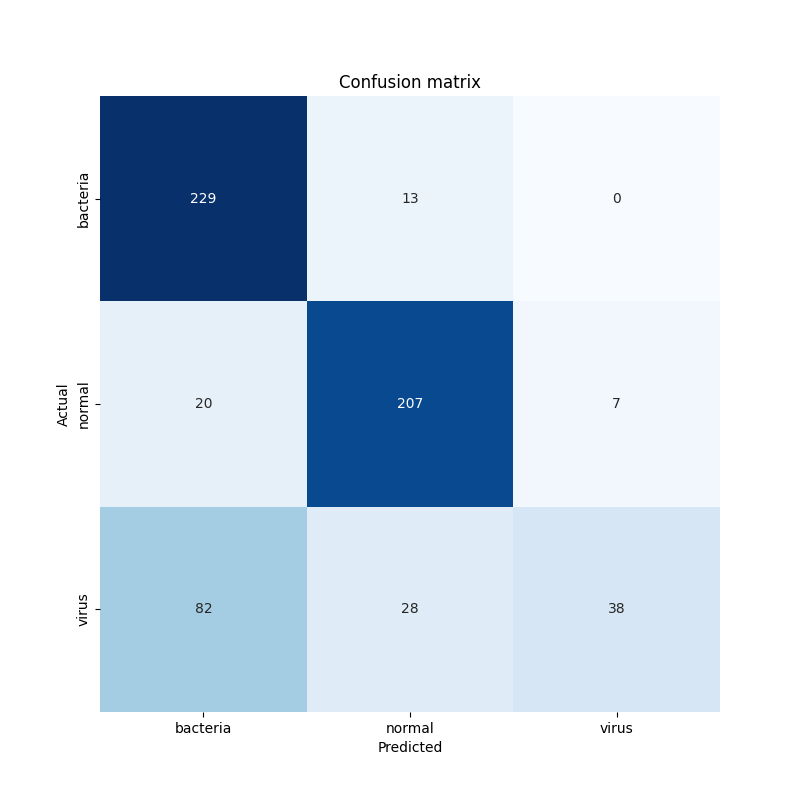 Confusion matrix
Actual
bacteria
229 13 0
normal
20 207 7
virus
82 28 38
bacteria normal virus
Predicted